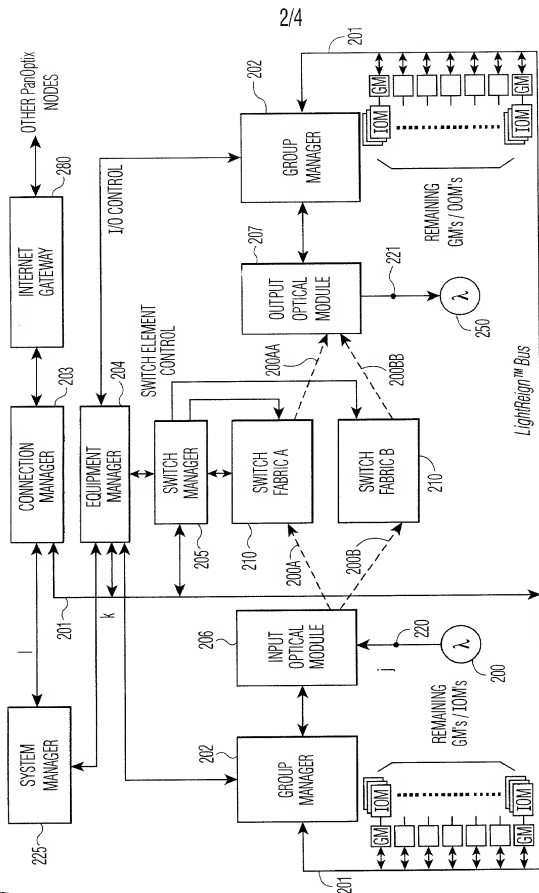 2/4
OTHER PanOptix
NODES
INTERNET
GATEWAY
280
CONNECTION
MANAGER
203
SYSTEM
MANAGER
225
l
k
201
EQUIPMENT
MANAGER
204
I/O CONTROL
SWITCH ELEMENT
CONTROL
SWITCH
MANAGER
205
SWITCH
FABRIC A
210
SWITCH
FABRIC B
210
200A
200B
200AA
200BB
INPUT
OPTICAL
MODULE
206
GROUP
MANAGER
202
j
220
λ
200
REMAINING
GM's / IOM's
GM
IOM
GM
IOM
201
OUTPUT
OPTICAL
MODULE
207
GROUP
MANAGER
202
221
λ
250
REMAINING
GM's / OOM's
GM
IOM
GM
IOM
201
LightReign™ Bus